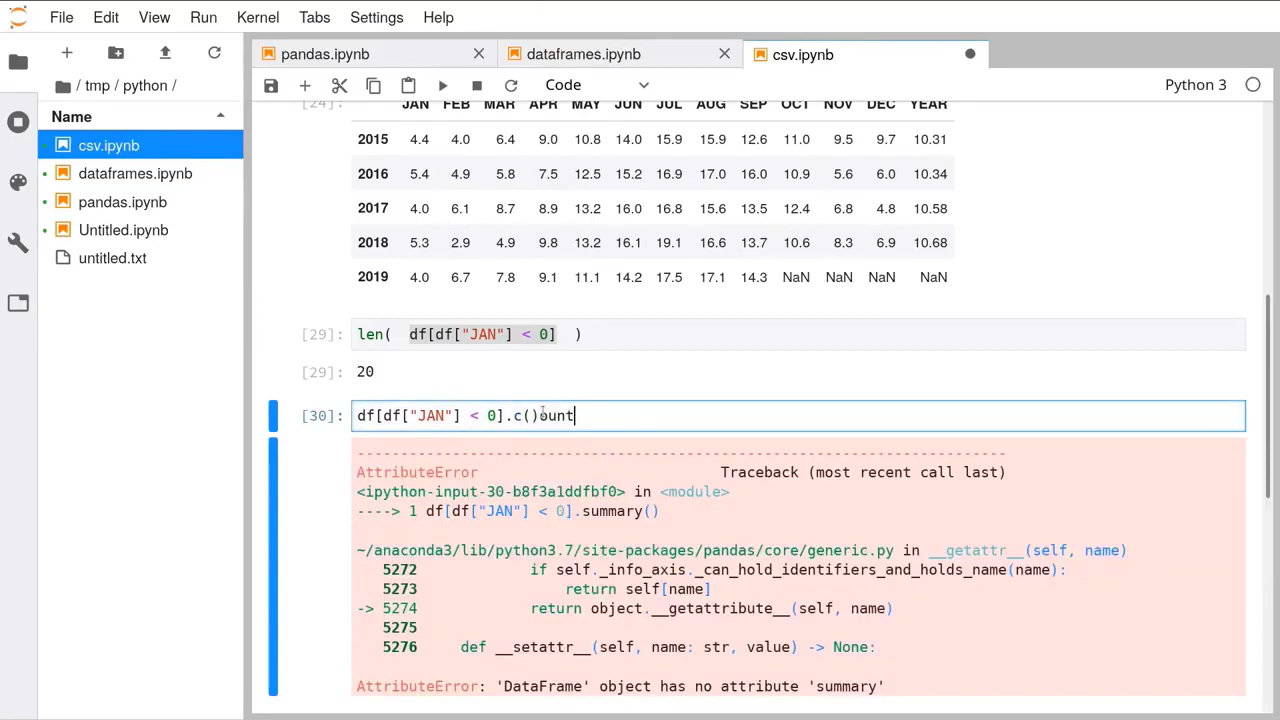 File Edit View Run Kernel Tabs Settings Help
pandas.ipynb dataframes.ipynb csv.ipynb
/ tmp / python /
Code Python 3
Name
csv.ipynb
dataframes.ipynb
pandas.ipynb
Untitled.ipynb
untitled.txt
[24]: JAN FEB MAR APR MAY JUN JUL AUG SEP OCT NOV DEC YEAR
2015 4.4 4.0 6.4 9.0 10.8 14.0 15.9 15.9 12.6 11.0 9.5 9.7 10.31
2016 5.4 4.9 5.8 7.5 12.5 15.2 16.9 17.0 16.0 10.9 5.6 6.0 10.34
2017 4.0 6.1 8.7 8.9 13.2 16.0 16.8 15.6 13.5 12.4 6.8 4.8 10.58
2018 5.3 2.9 4.9 9.8 13.2 16.1 19.1 16.6 13.7 10.6 8.3 6.9 10.68
2019 4.0 6.7 7.8 9.1 11.1 14.2 17.5 17.1 14.3 NaN NaN NaN NaN
[29]: len( df[df["JAN"] < 0] )
[29]: 20
[30]: df[df["JAN"] < 0].c()ount
---------------------------------------------------------------------------
AttributeError Traceback (most recent call last)
<ipython-input-30-b8f3a1ddfbf0> in <module>
----> 1 df[df["JAN"] < 0].summary()
~/anaconda3/lib/python3.7/site-packages/pandas/core/generic.py in __getattr__(self, name)
5272 if self._info_axis._can_hold_identifiers_and_holds_name(name):
5273 return self[name]
-> 5274 return object.__getattribute__(self, name)
5275
5276 def __setattr__(self, name: str, value) -> None:
AttributeError: 'DataFrame' object has no attribute 'summary'